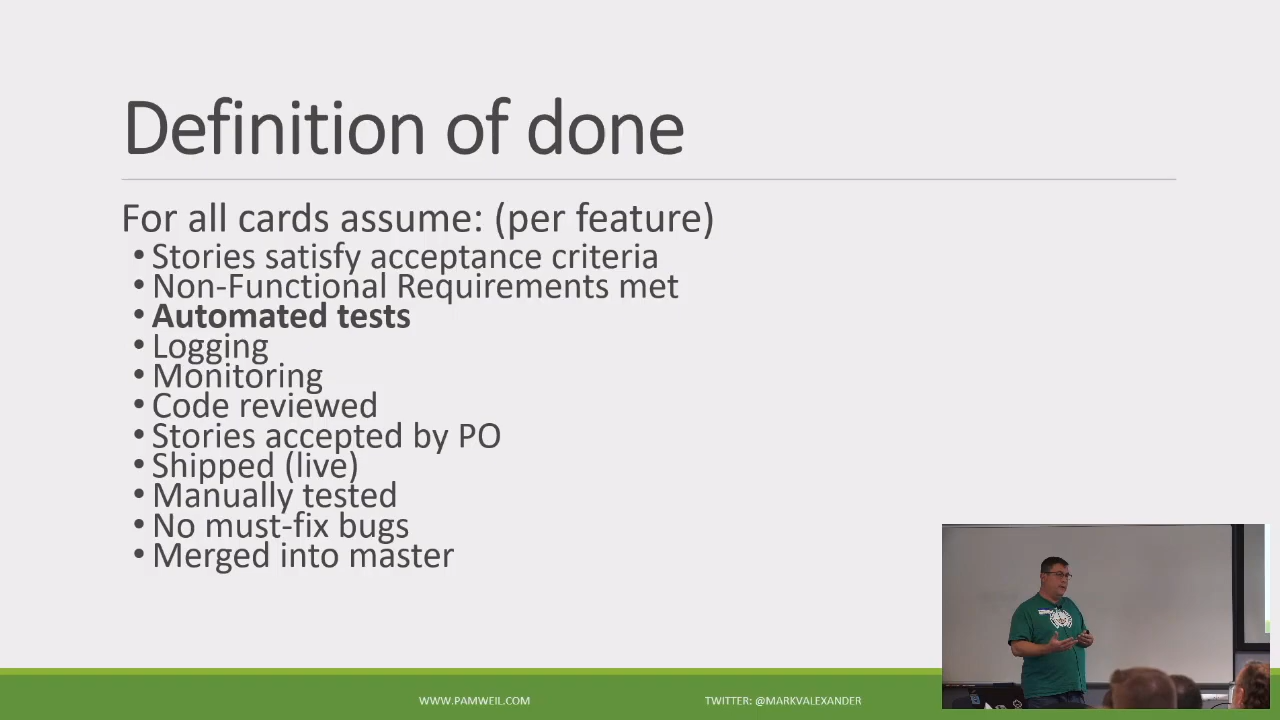 Definition of done
For all cards assume: (per feature)
• Stories satisfy acceptance criteria
• Non-Functional Requirements met
• Automated tests
• Logging
• Monitoring
• Code reviewed
• Stories accepted by PO
• Shipped (live)
• Manually tested
• No must-fix bugs
• Merged into master
WWW.PAMWEIL.COM
TWITTER: @MARKVALEXANDER